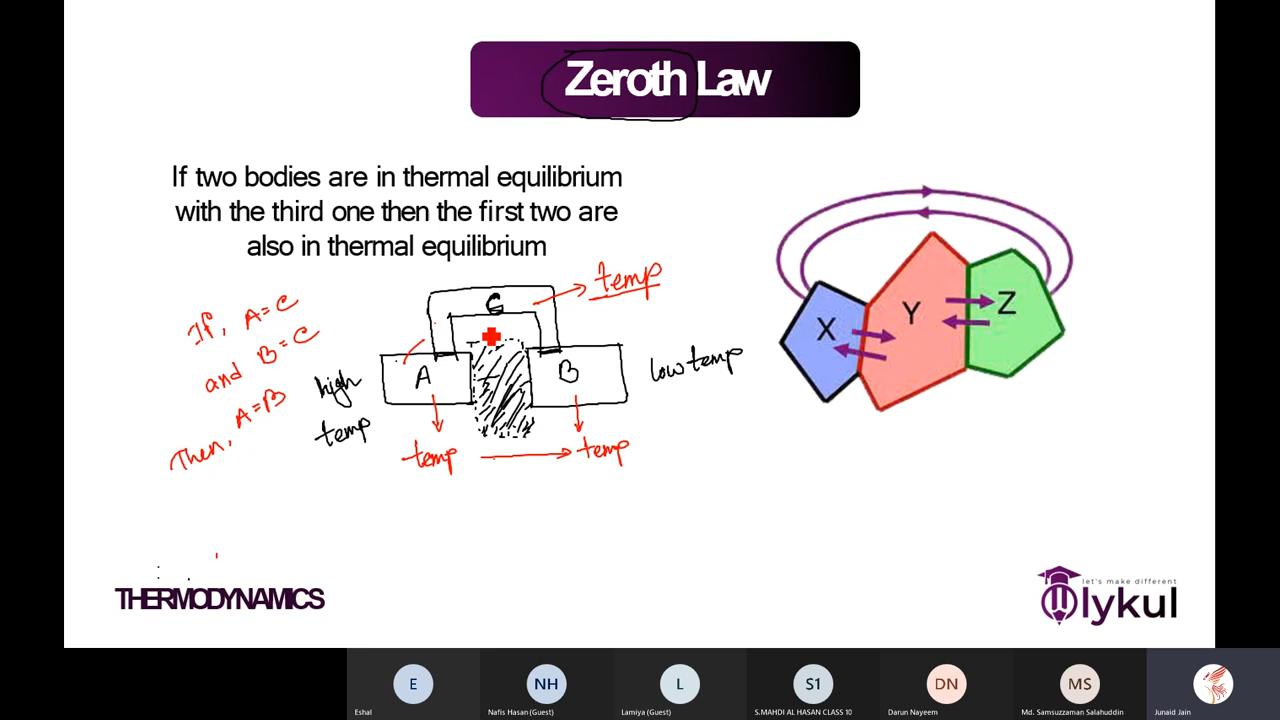 Zeroth Law
If two bodies are in thermal equilibrium
with the third one then the first two are
also in thermal equilibrium
If, A=C
and B=C
Then, A=B
high
temp
C
temp
A
B
low temp
temp
temp
X
Y
Z
THERMODYNAMICS
let's make different
lykul
E
NH
L
S1
DN
MS
Eshal
Nafis Hasan (Guest)
Lamiya (Guest)
S.MAHDI AL HASAN CLASS 10
Darun Nayeem
Md. Samsuzzaman Salahuddin
Junaid Jain